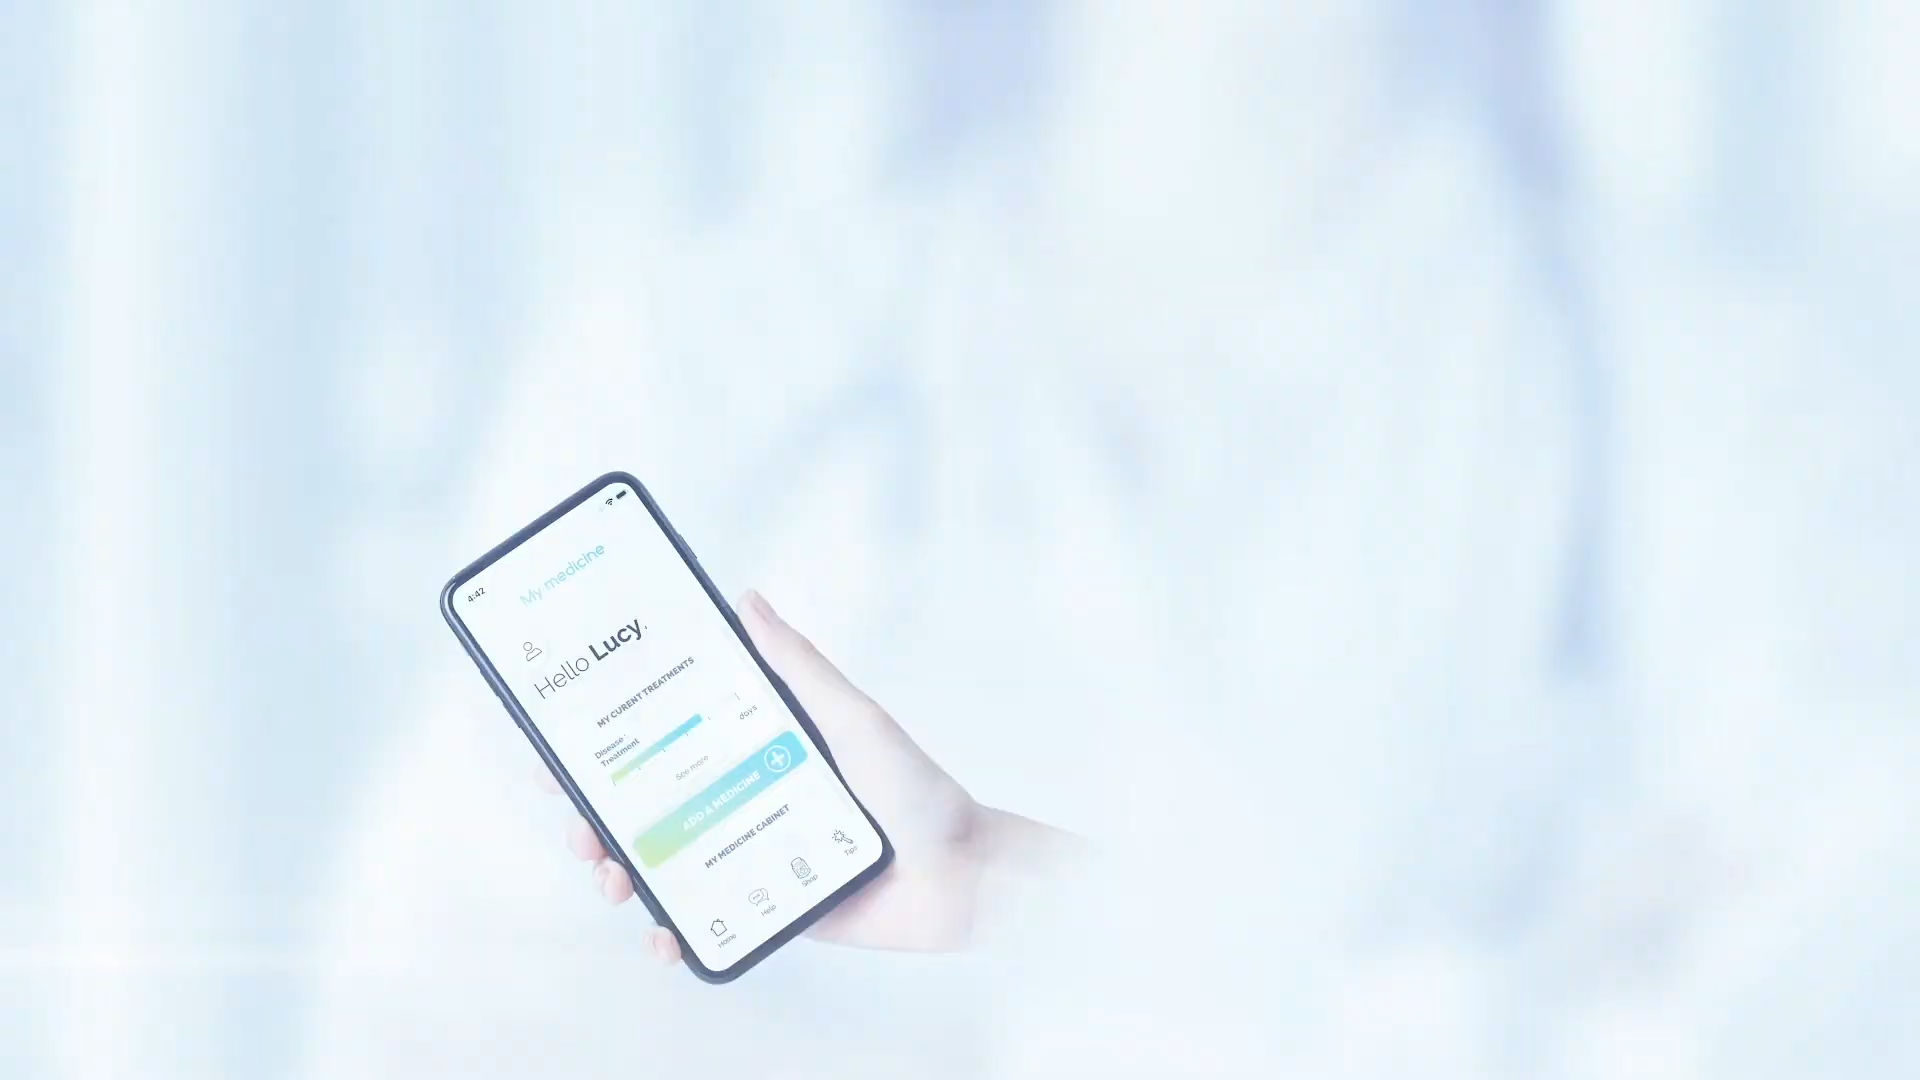 4:42
My medicine
Hello Lucy,
MY CURENT TREATMENTS
Disease
Treatment
days
See more
ADD A MEDICINE
MY MEDICINE CABINET
Home
Help
Shop
Tips